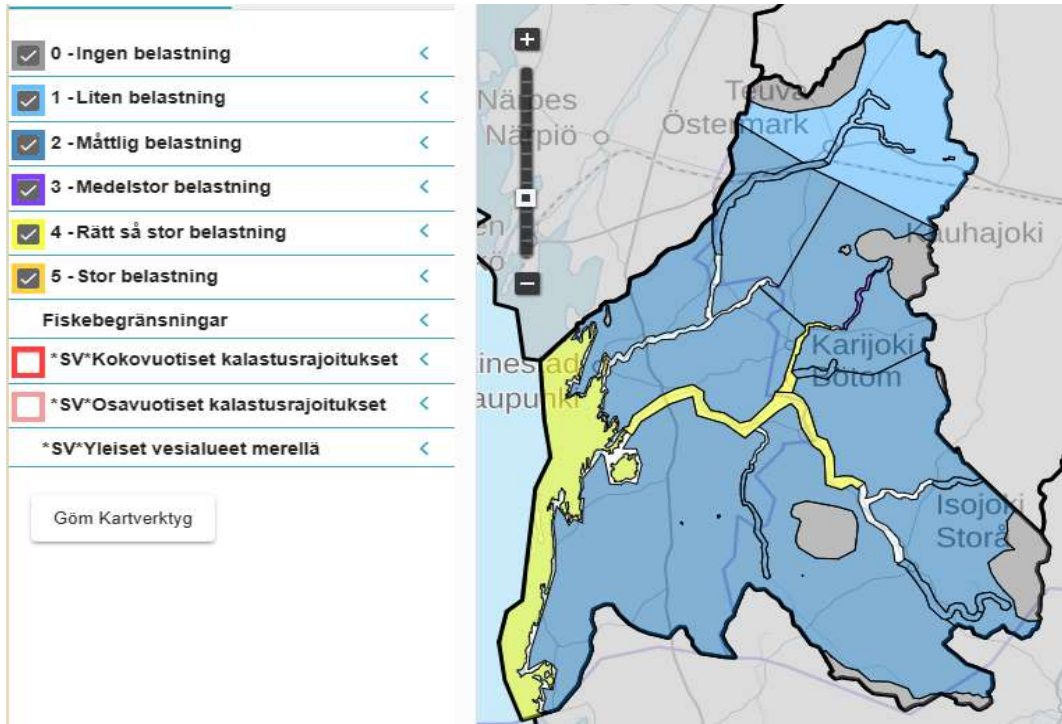 0 - Ingen belastning
1 - Liten belastning
2 - Måttlig belastning
3 - Medelstor belastning
4 - Rätt så stor belastning
5 - Stor belastning
Fiskebegränsningar
*SV*Kokovuotiset kalastusrajoitukset
*SV*Osavuotiset kalastusrajoitukset
*SV*Yleiset vesialueet merellä
Göm Kartverktyg
Närpes
Närpiö
Teuva
Östermark
Kauhajoki
Karijoki
Bötom
Isojoki
Storå